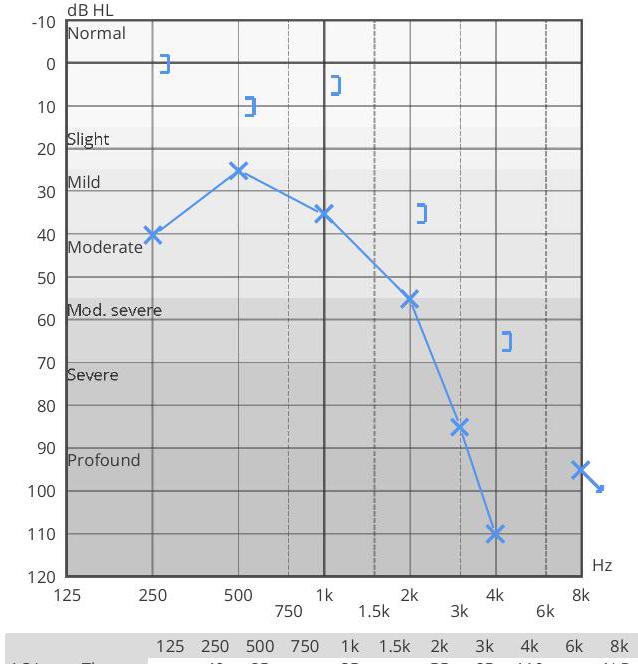 dB HL
-10
Normal
0
10
Slight
20
Mild
30
40
Moderate
50
Mod. severe
60
70
Severe
80
90
Profound
100
110
120
Hz
125 250 500 1k 2k 4k 8k
750 1.5k 3k 6k
125 250 500 750 1k 1.5k 2k 3k 4k 6k 8k